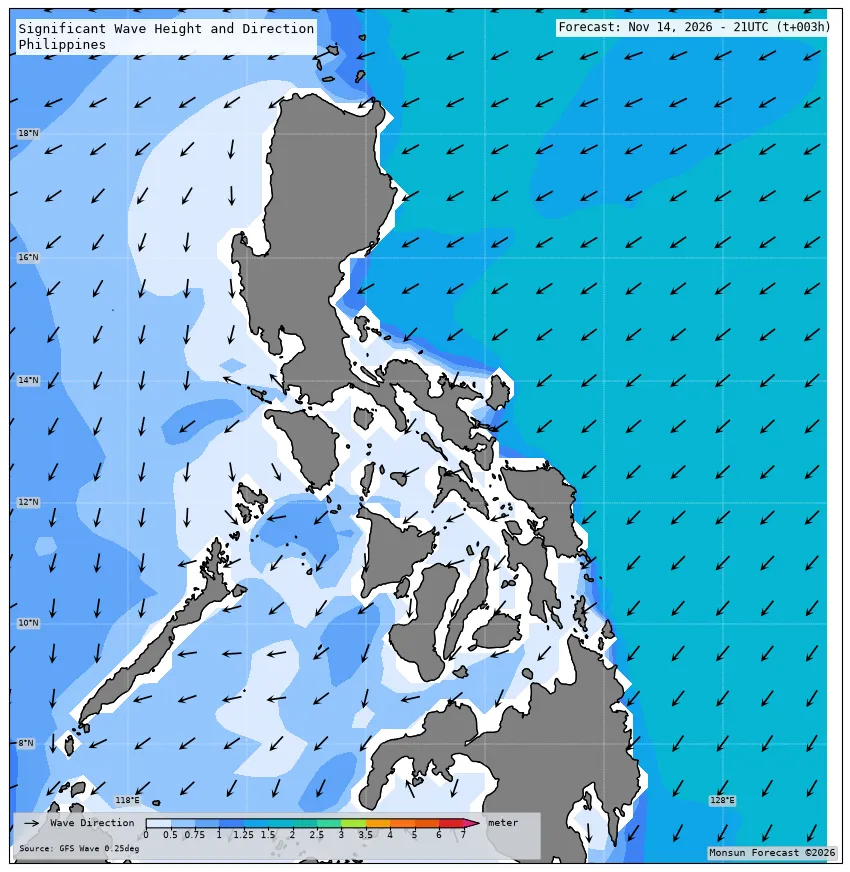 Significant Wave Height and Direction
Philippines
Forecast: Nov 14, 2026 - 21UTC (t+003h)
18°N
16°N
14°N
12°N
10°N
8°N
118°E
128°E
Wave Direction
0 0.5 0.75 1 1.25 1.5 2 2.5 3 3.5 4 5 6 7
meter
Source: GFS Wave 0.25deg
Monsun Forecast ©2026